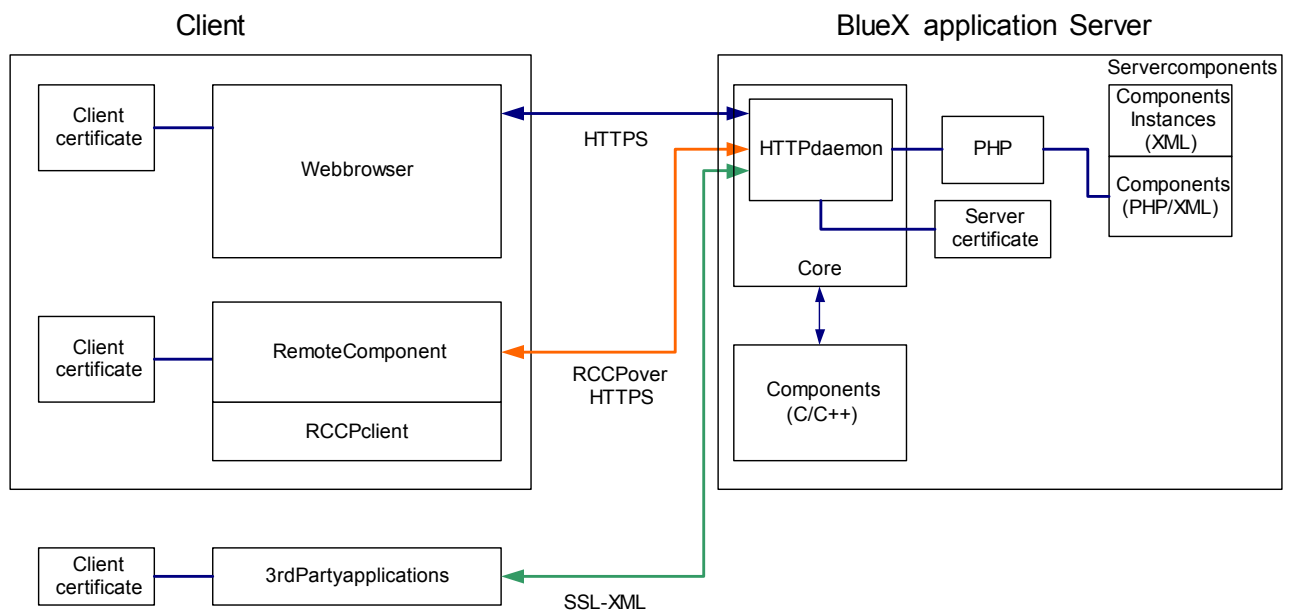 Client
BlueX application Server
Client
certificate
Webbrowser
HTTPS
Servercomponents
Components
Instances
(XML)
Components
(PHP/XML)
HTTPdaemon
PHP
Server
certificate
Core
Client
certificate
RemoteComponent
RCCPclient
RCCPover
HTTPS
Components
(C/C++)
Client
certificate
3rdPartyapplications
SSL-XML